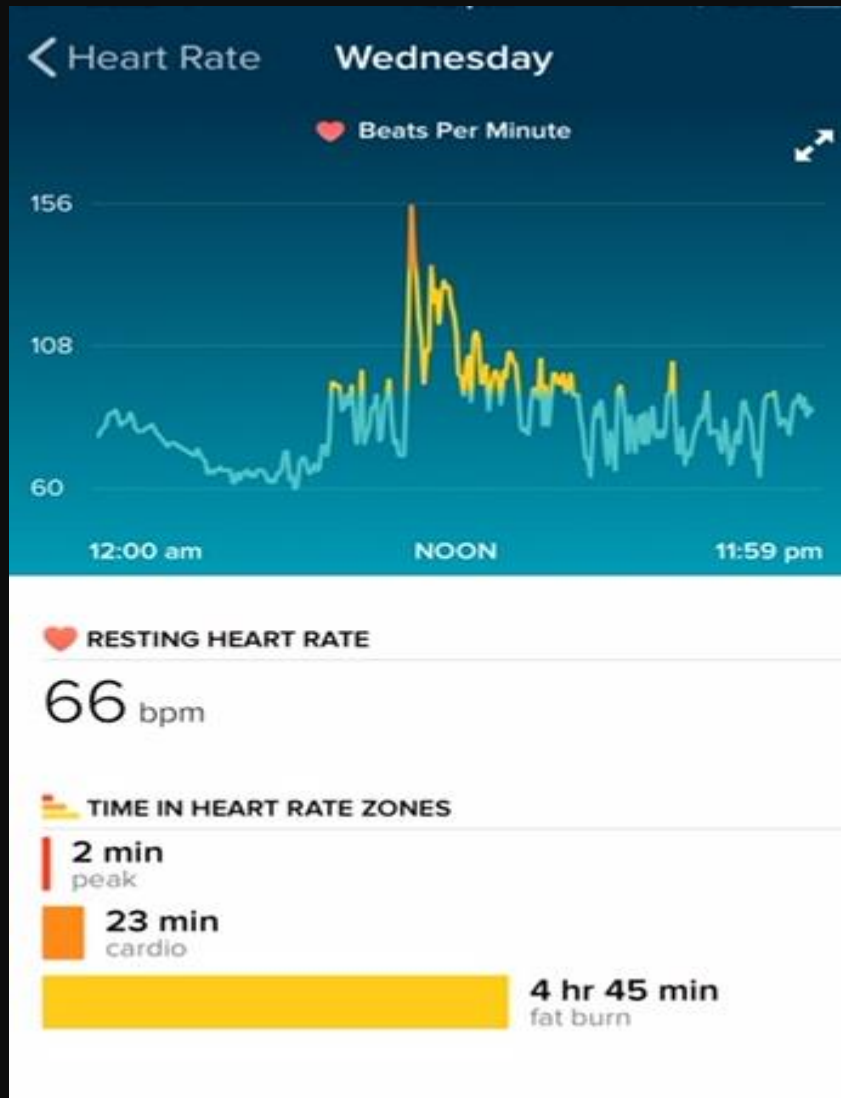 Heart Rate Wednesday
Beats Per Minute
156
108
60
12:00 am NOON 11:59 pm
RESTING HEART RATE
66 bpm
TIME IN HEART RATE ZONES
2 min
peak
23 min
cardio
4 hr 45 min
fat burn